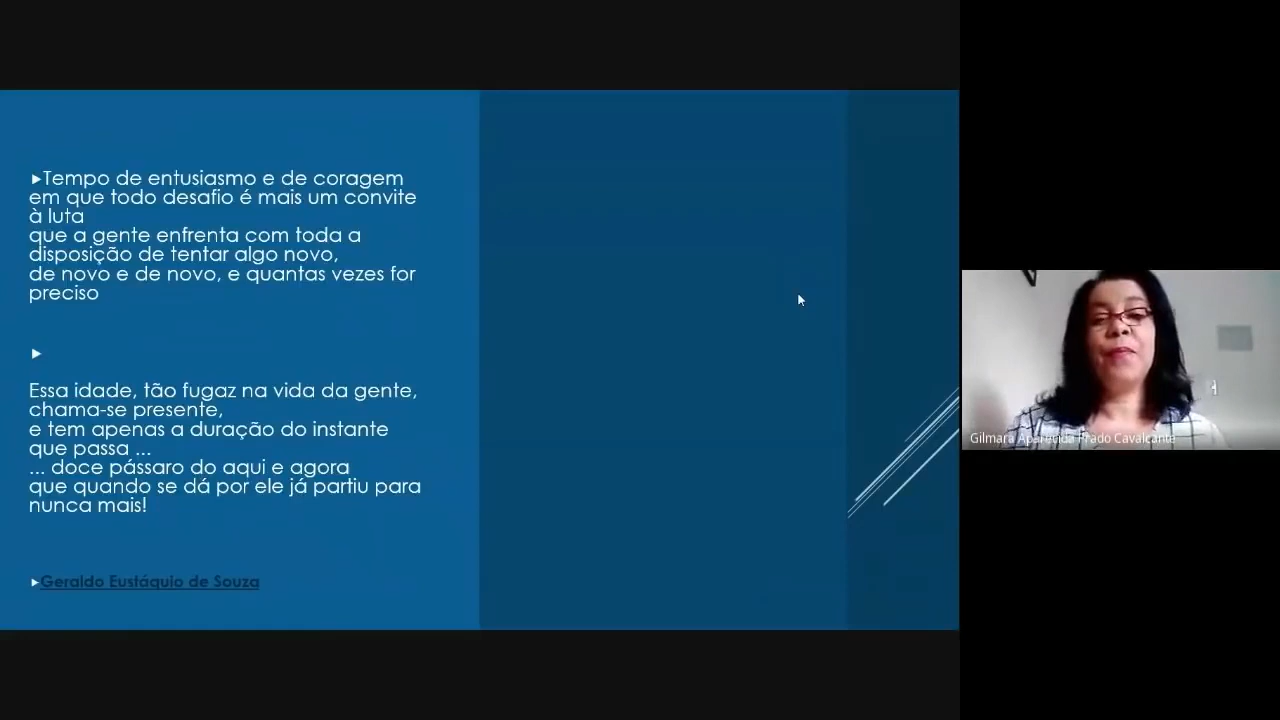 ▸Tempo de entusiasmo e de coragem
em que todo desafio é mais um convite
à luta
que a gente enfrenta com toda a
disposição de tentar algo novo,
de novo e de novo, e quantas vezes for
preciso
▸
Essa idade, tão fugaz na vida da gente,
chama-se presente,
e tem apenas a duração do instante
que passa ...
... doce pássaro do aqui e agora
que quando se dá por ele já partiu para
nunca mais!
▸Geraldo Eustáquio de Souza
Gilmara Aparecida Prado Cavalcante